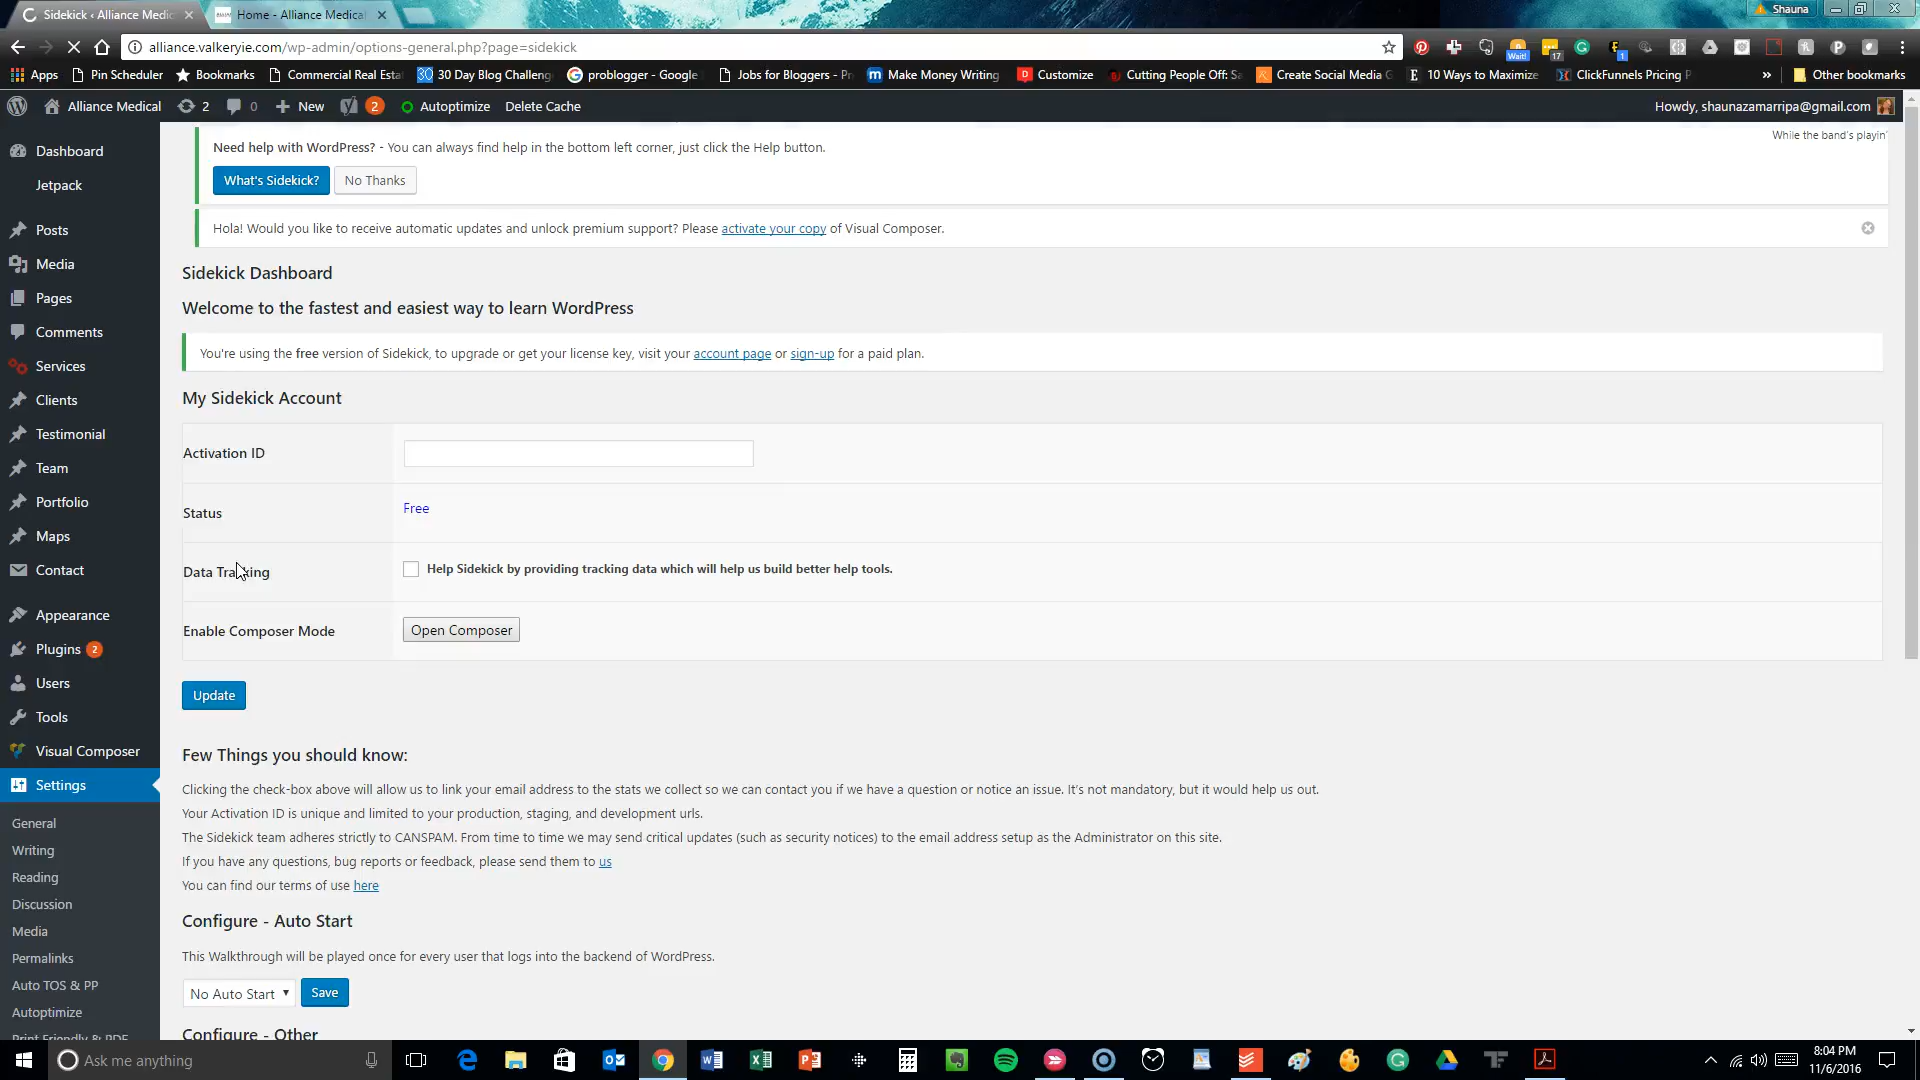 Sidekick ‹ Alliance Medic
Home - Alliance Medical
Shauna
alliance.valkeryie.com/wp-admin/options-general.php?page=sidekick
Apps
Pin Scheduler
Bookmarks
Commercial Real Esta
30 Day Blog Challeng
problogger - Google
Jobs for Bloggers - Pr
Make Money Writing
Customize
Cutting People Off: Sa
Create Social Media G
10 Ways to Maximize
ClickFunnels Pricing P
»
Other bookmarks
Alliance Medical
2
0
New
2
Autoptimize
Delete Cache
Howdy, shaunazamarripa@gmail.com
While the band's playin'
Need help with WordPress? - You can always find help in the bottom left corner, just click the Help button.
What's Sidekick?
No Thanks
Hola! Would you like to receive automatic updates and unlock premium support? Please activate your copy of Visual Composer.
Sidekick Dashboard
Welcome to the fastest and easiest way to learn WordPress
You're using the free version of Sidekick, to upgrade or get your license key, visit your account page or sign-up for a paid plan.
My Sidekick Account
Activation ID
Status
Free
Data Tracking
Help Sidekick by providing tracking data which will help us build better help tools.
Enable Composer Mode
Open Composer
Update
Few Things you should know:
Clicking the check-box above will allow us to link your email address to the stats we collect so we can contact you if we have a question or notice an issue. It's not mandatory, but it would help us out.
Your Activation ID is unique and limited to your production, staging, and development urls.
The Sidekick team adheres strictly to CANSPAM. From time to time we may send critical updates (such as security notices) to the email address setup as the Administrator on this site.
If you have any questions, bug reports or feedback, please send them to us
You can find our terms of use here
Configure - Auto Start
This Walkthrough will be played once for every user that logs into the backend of WordPress.
No Auto Start
Save
Configure - Other
Dashboard
Jetpack
Posts
Media
Pages
Comments
Services
Clients
Testimonial
Team
Portfolio
Maps
Contact
Appearance
Plugins 2
Users
Tools
Visual Composer
Settings
General
Writing
Reading
Discussion
Media
Permalinks
Auto TOS & PP
Autoptimize
Print Friendly & PDF
Ask me anything
8:04 PM
11/6/2016